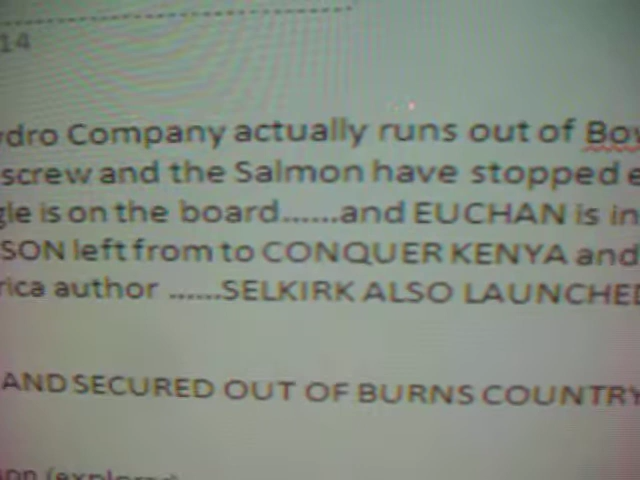 14
ydro Company actually runs out of Bo
screw and the Salmon have stopped e
gle is on the board......and EUCHAN is in
SON left from to CONQUER KENYA and
rica author ......SELKIRK ALSO LAUNCHED
AND SECURED OUT OF BURNS COUNTRY